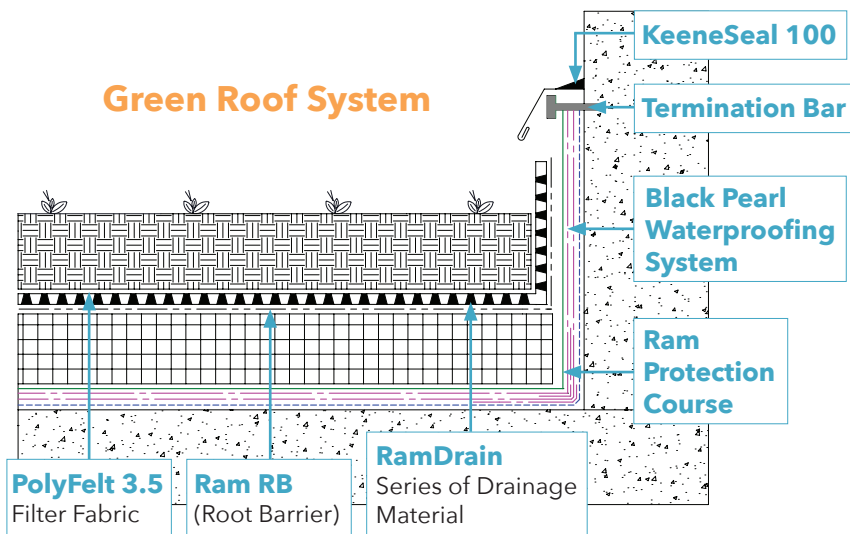 KeeneSeal 100
Green Roof System
Termination Bar
Black Pearl
Waterproofing
System
Ram
Protection
Course
PolyFelt 3.5
Filter Fabric
Ram RB
(Root Barrier)
RamDrain
Series of Drainage
Material